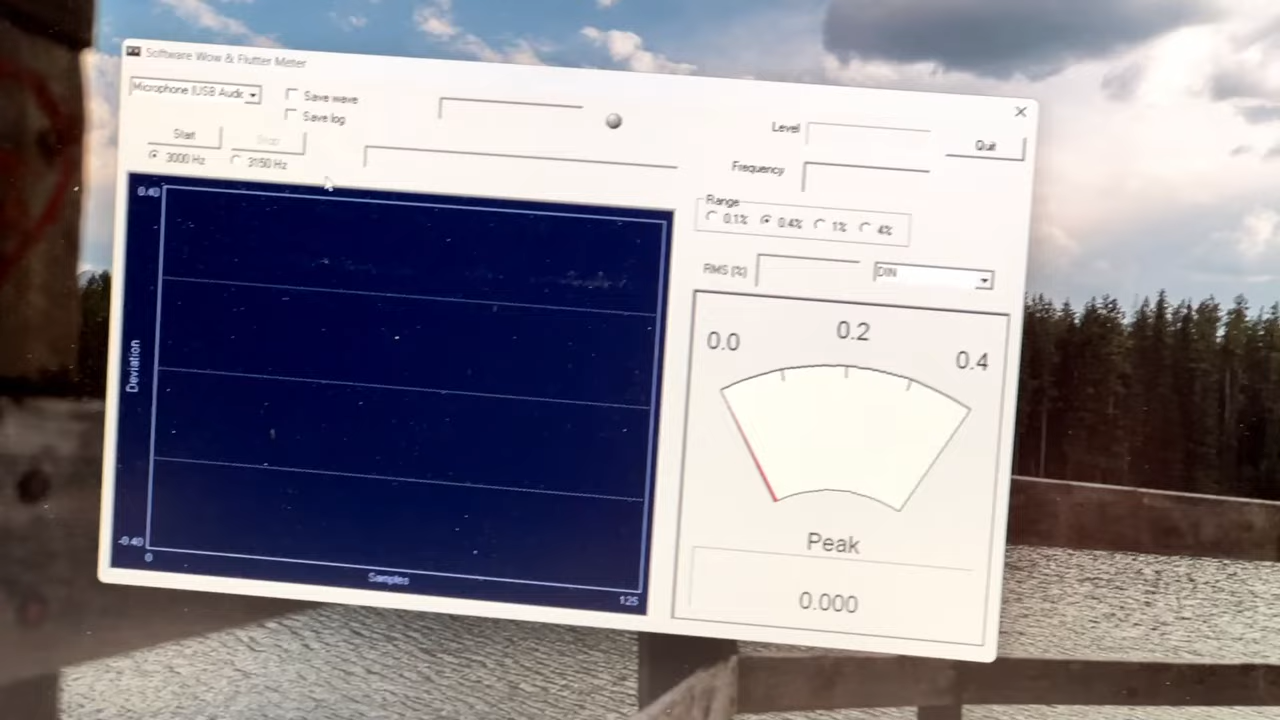 Software Wow & Flutter Meter
Microphone (USB Audic
Save wave
Save log
Start
Stop
3000 Hz
3150 Hz
Level
Quit
Frequency
Range
0.1%
0.4%
1%
4%
RMS (%)
DIN
0.40
Deviation
-0.40
0
Samples
125
0.0
0.2
0.4
Peak
0.000